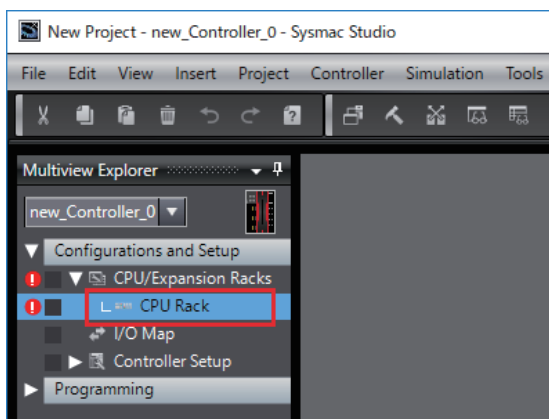 New Project - new_Controller_0 - Sysmac Studio
File Edit View Insert Project Controller Simulation Tools
Multiview Explorer
new_Controller_0
Configurations and Setup
CPU/Expansion Racks
CPU Rack
I/O Map
Controller Setup
Programming